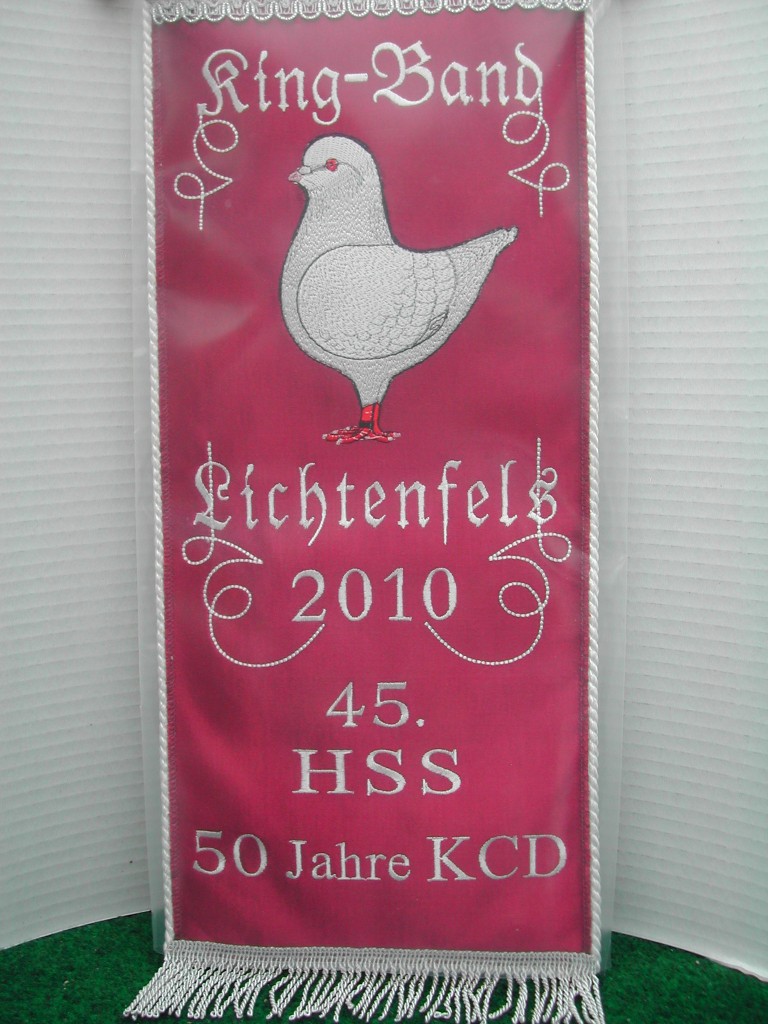 King-Band
Lichtenfels
2010
45.
HSS
50 Jahre KCD